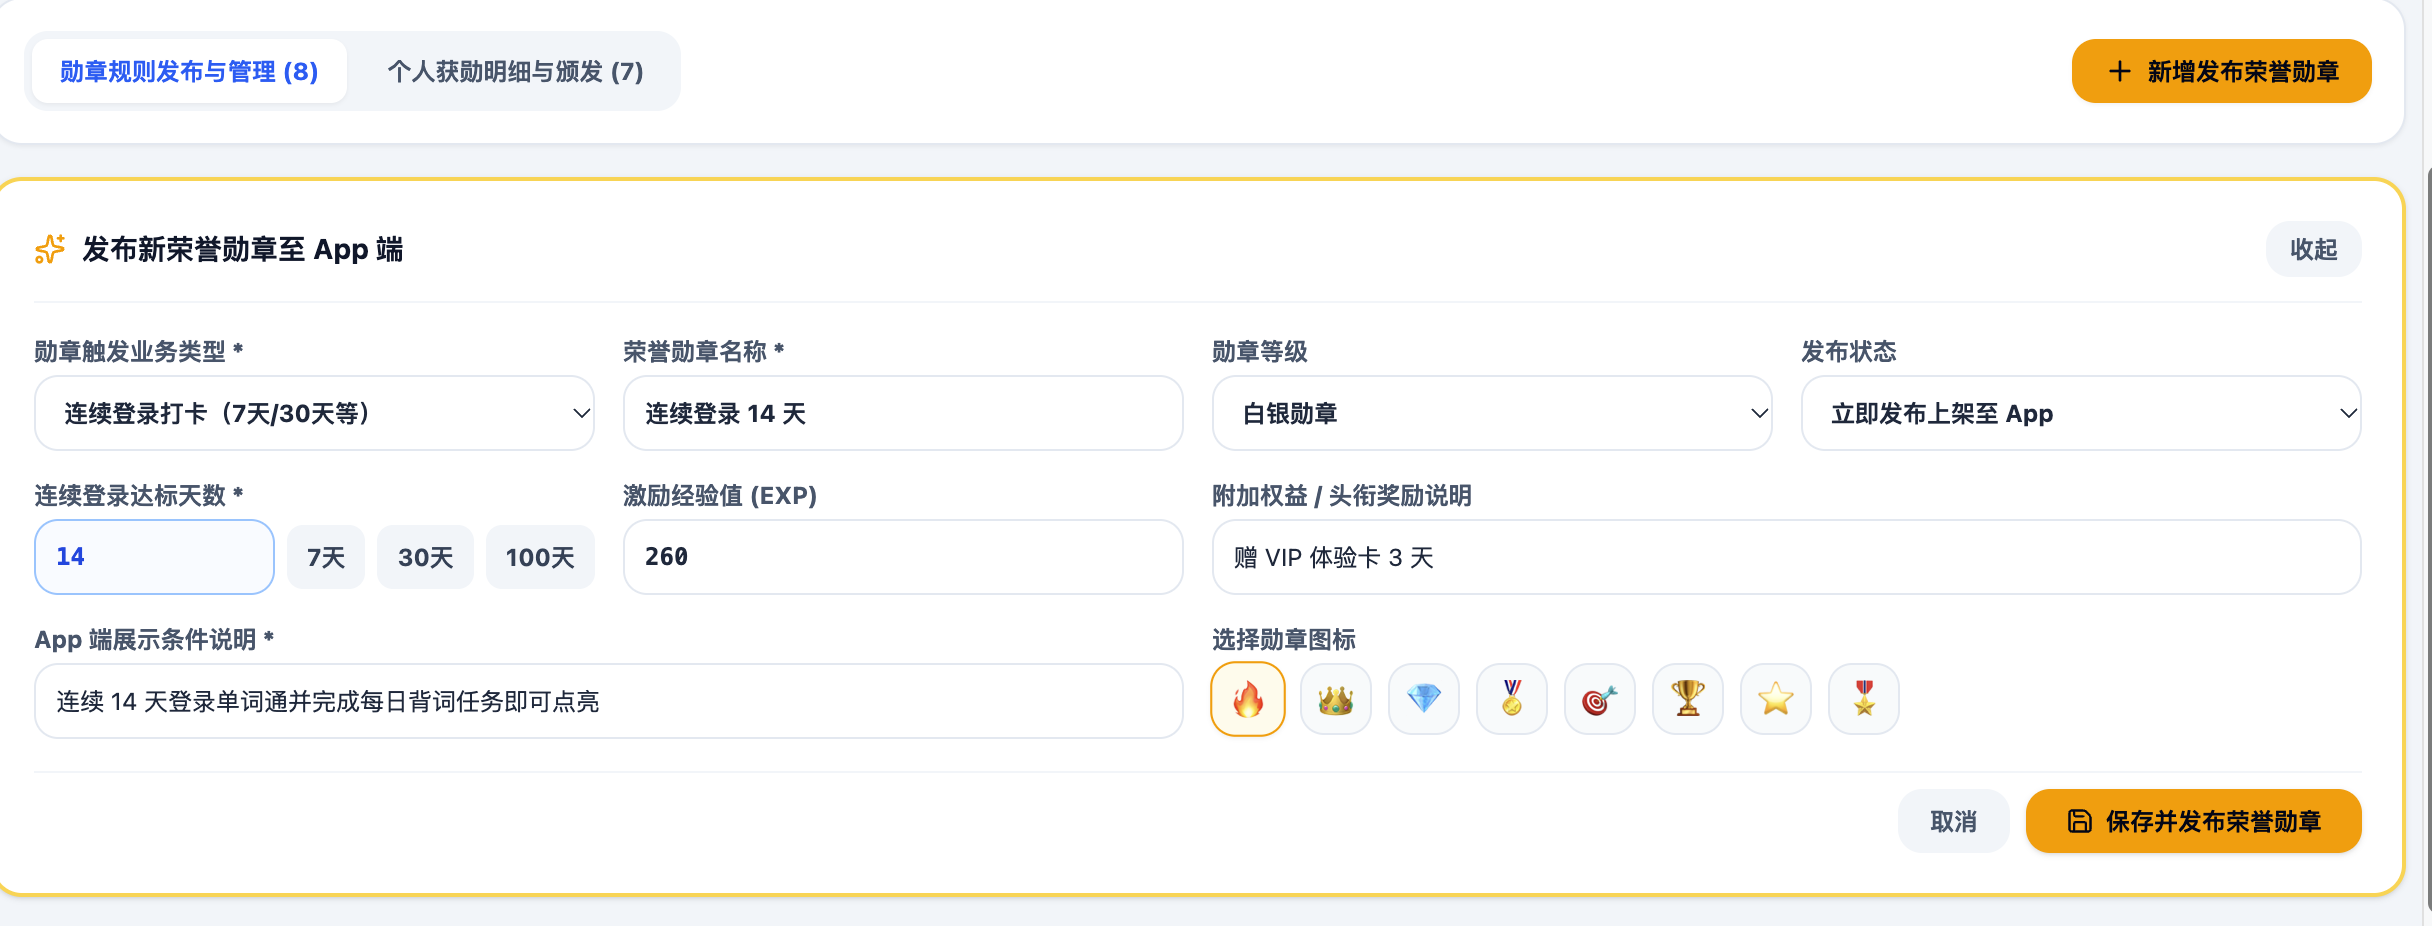 勋章规则发布与管理 (8)
个人获勋明细与颁发 (7)
新增发布荣誉勋章
发布新荣誉勋章至 App 端
收起
勋章触发业务类型 *
荣誉勋章名称 *
勋章等级
发布状态
连续登录打卡（7天/30天等）
连续登录 14 天
白银勋章
立即发布上架至 App
连续登录达标天数 *
激励经验值 (EXP)
附加权益 / 头衔奖励说明
14
7天
30天
100天
260
赠 VIP 体验卡 3 天
App 端展示条件说明 *
选择勋章图标
连续 14 天登录单词通并完成每日背词任务即可点亮
取消
保存并发布荣誉勋章